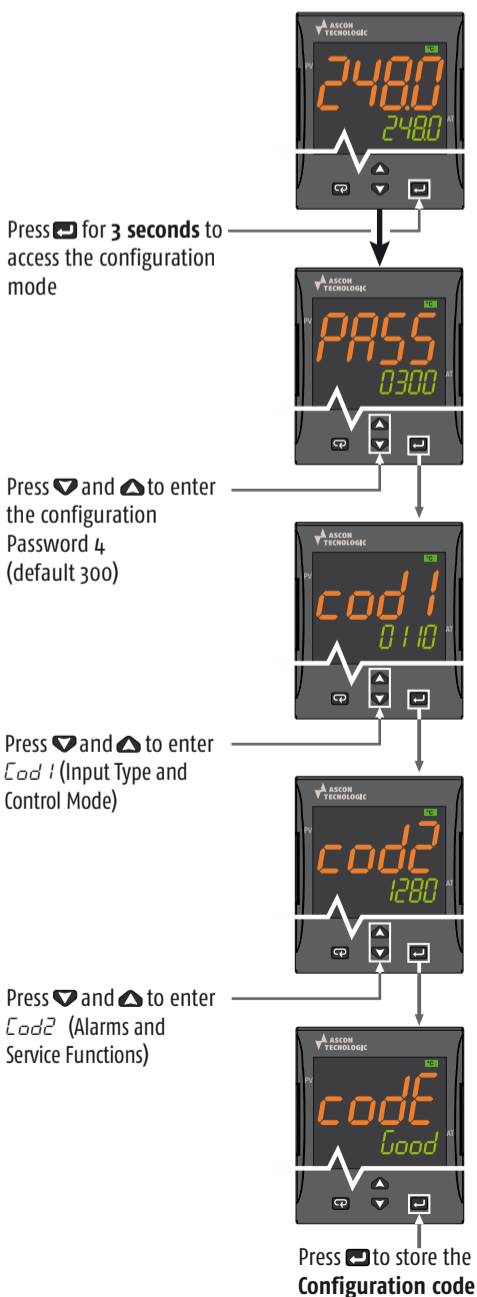 ASCON
TECNOLOGIC
°C
PV
248.0
248.0
AT
Press for 3 seconds to
access the configuration
mode
ASCON
TECNOLOGIC
°C
PV
PASS
0300
AT
Press and to enter
the configuration
Password 4
(default 300)
ASCON
TECNOLOGIC
°C
PV
cod1
0110
AT
Press and to enter
Cod1 (Input Type and
Control Mode)
ASCON
TECNOLOGIC
°C
PV
cod2
1280
AT
Press and to enter
Cod2 (Alarms and
Service Functions)
ASCON
TECNOLOGIC
°C
PV
codE
Good
AT
Press to store the
Configuration code